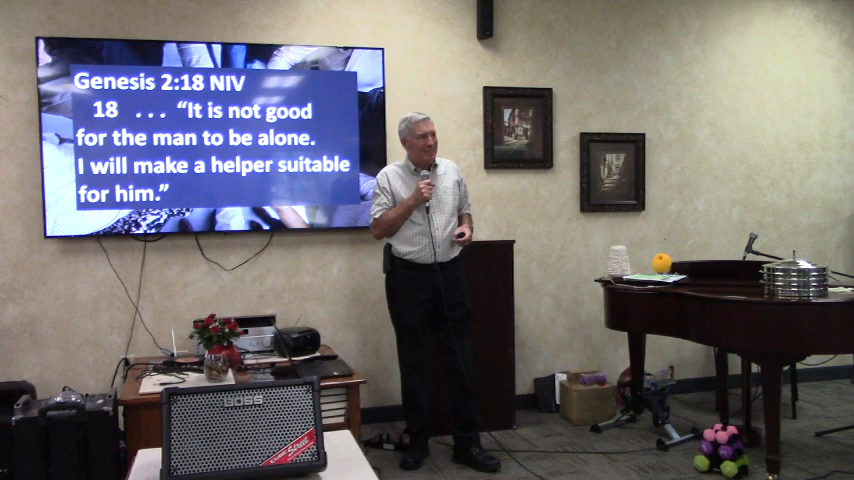 Genesis 2:18 NIV
18 ... “It is not good
for the man to be alone.
I will make a helper suitable
for him.”
BOSS
CUBE Street